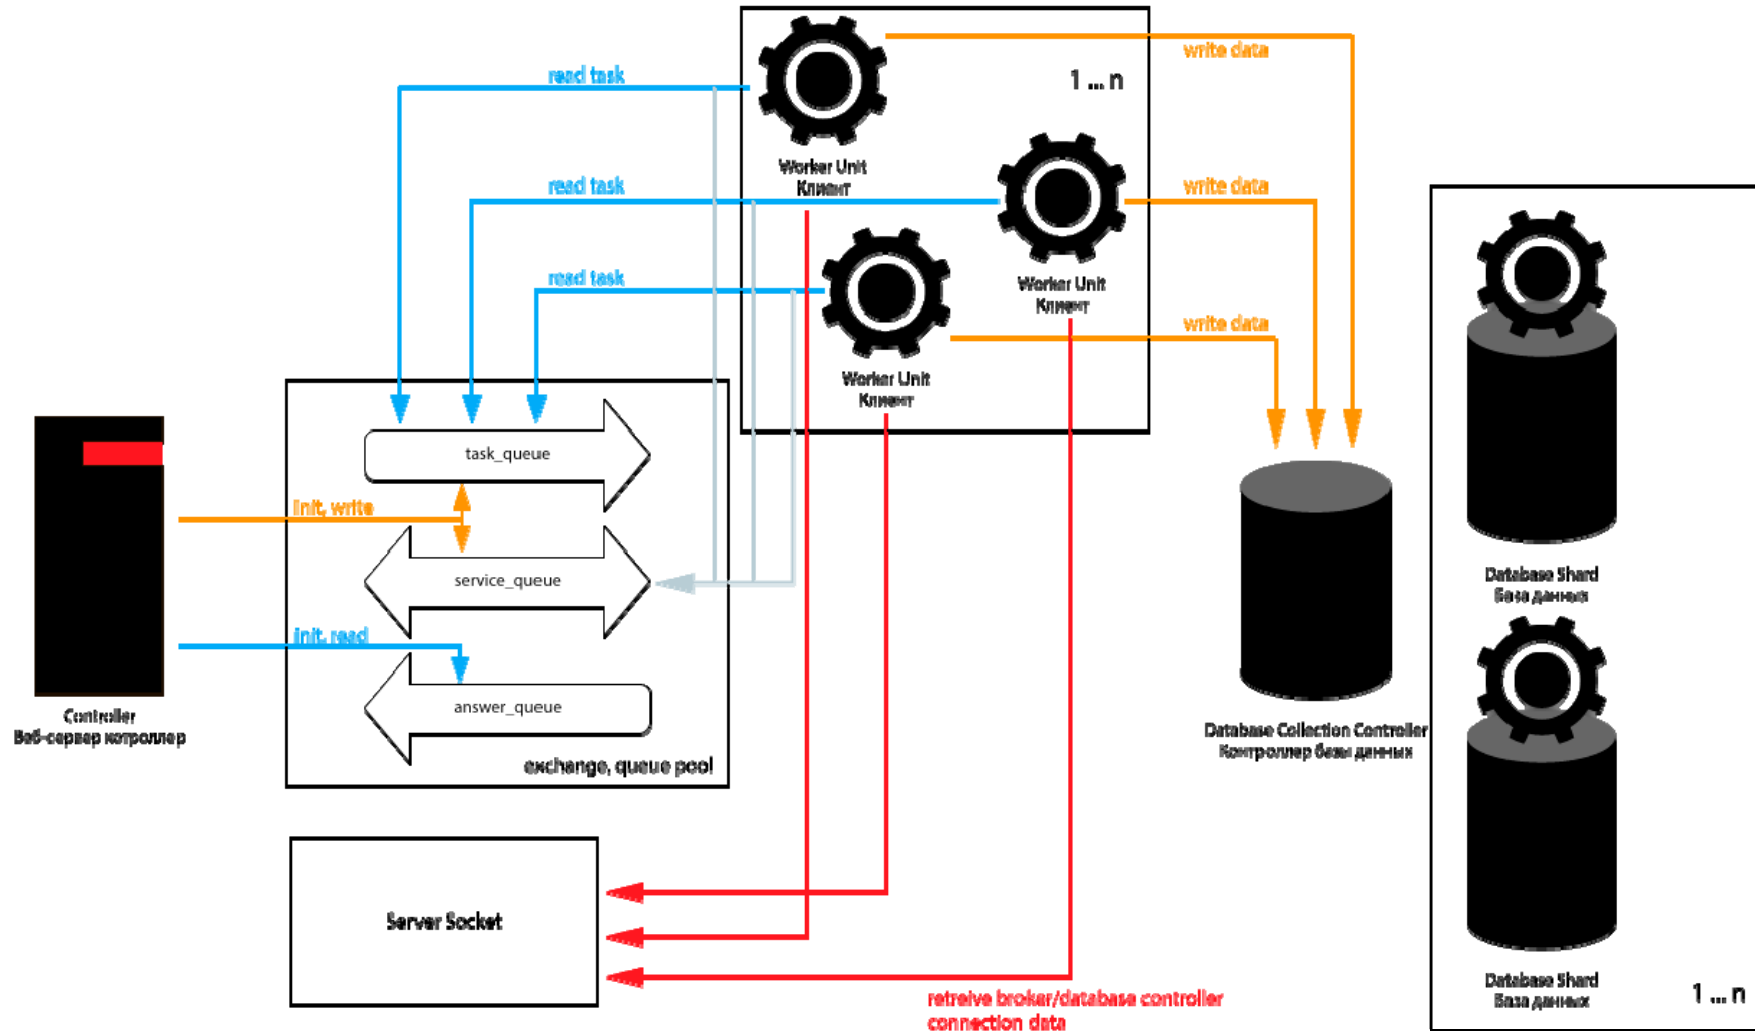 write data
read task
1 ... n
Worker Unit
Клиент
read task
write data
read task
Worker Unit
Клиент
write data
Worker Unit
Клиент
task_queue
init, write
service_queue
init, read
answer_queue
exchange, queue pool
Controller
Веб-сервер котроллер
Database Collection Controller
Контроллер базы данных
Database Shard
База данных
Database Shard
База данных
1 ... n
Server Socket
retreive broker/database controller
connection data